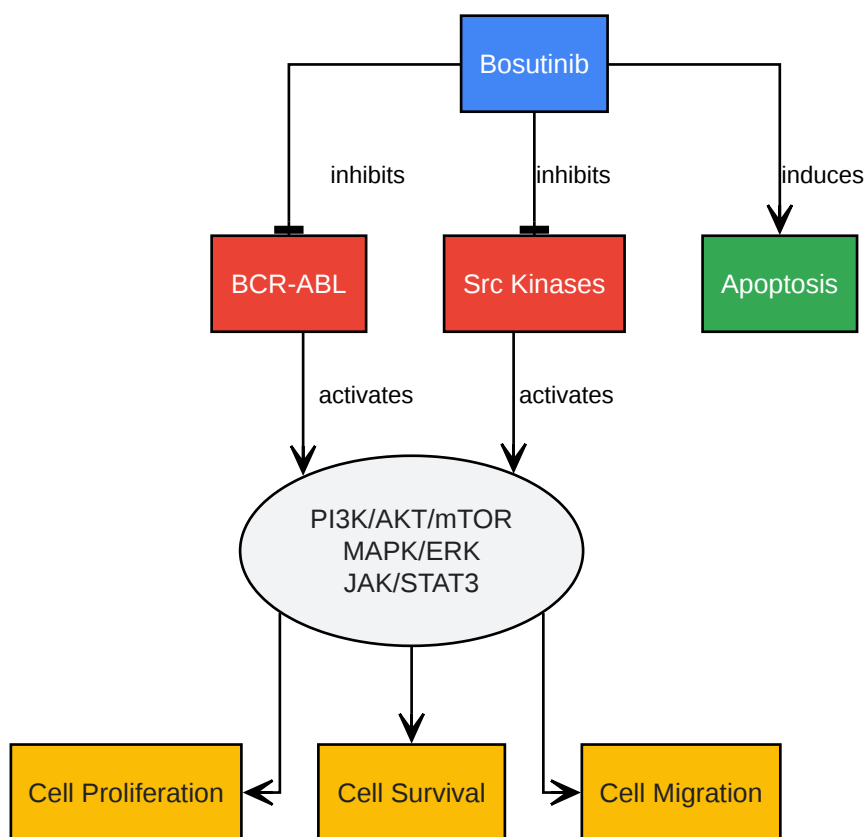 Bosutinib
inhibits
inhibits
induces
BCR-ABL
Src Kinases
Apoptosis
activates
activates
PI3K/AKT/mTOR
MAPK/ERK
JAK/STAT3
Cell Proliferation
Cell Survival
Cell Migration